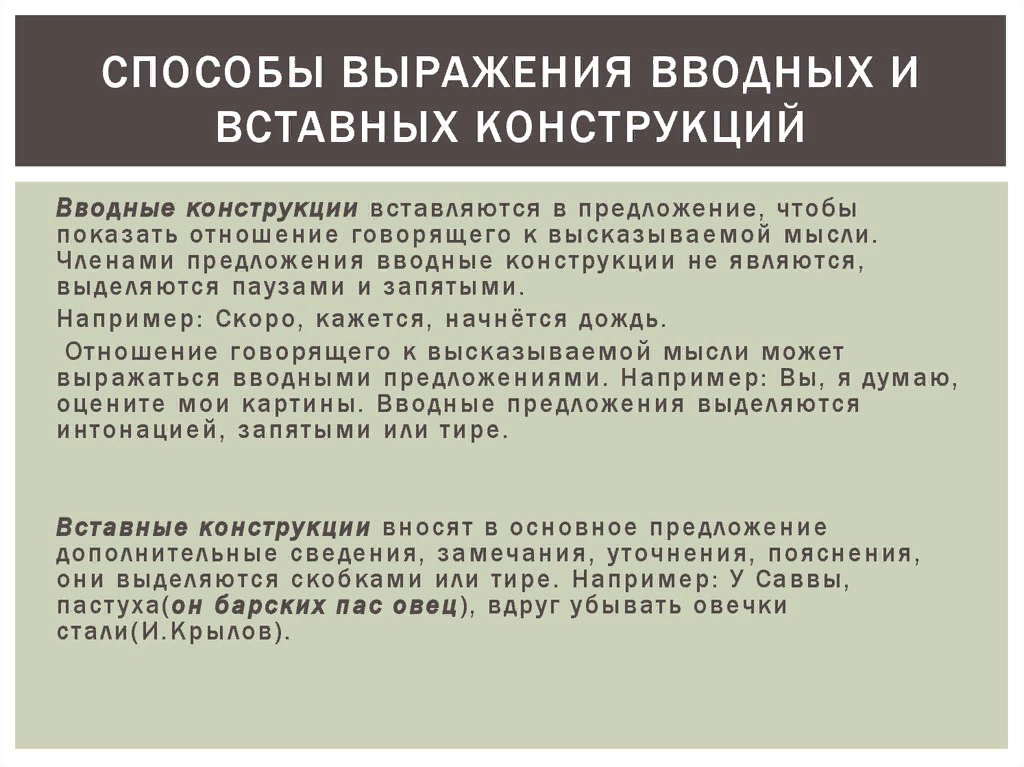 СПОСОБЫ ВЫРАЖЕНИЯ ВВОДНЫХ И
ВСТАВНЫХ КОНСТРУКЦИЙ
Вводные конструкции вставляются в предложение, чтобы
показать отношение говорящего к высказываемой мысли.
Членами предложения вводные конструкции не являются,
выделяются паузами и запятыми.
Например: Скоро, кажется, начнётся дождь.
Отношение говорящего к высказываемой мысли может
выражаться вводными предложениями. Например: Вы, я думаю,
оцените мои картины. Вводные предложения выделяются
интонацией, запятыми или тире.
Вставные конструкции вносят в основное предложение
дополнительные сведения, замечания, уточнения, пояснения,
они выделяются скобками или тире. Например: У Саввы,
пастуха(он барских пас овец), вдруг убывать овечки
стали(И.Крылов).